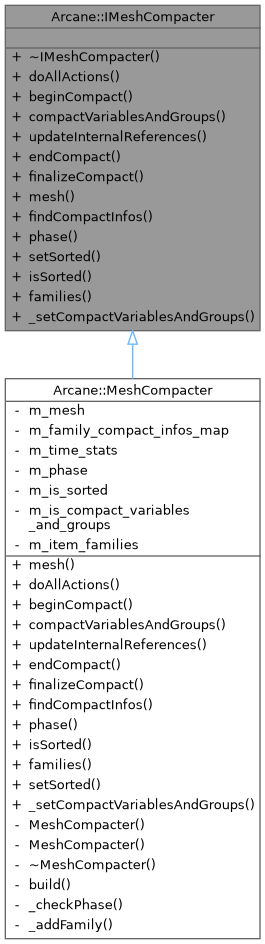 Arcane::IMeshCompacter
+ ~IMeshCompacter()
+ doAllActions()
+ beginCompact()
+ compactVariablesAndGroups()
+ updateInternalReferences()
+ endCompact()
+ finalizeCompact()
+ mesh()
+ findCompactInfos()
+ phase()
+ setSorted()
+ isSorted()
+ families()
+ _setCompactVariablesAndGroups()
Arcane::MeshCompacter
- m_mesh
- m_family_compact_infos_map
- m_time_stats
- m_phase
- m_is_sorted
- m_is_compact_variables
_and_groups
- m_item_families
+ mesh()
+ doAllActions()
+ beginCompact()
+ compactVariablesAndGroups()
+ updateInternalReferences()
+ endCompact()
+ finalizeCompact()
+ findCompactInfos()
+ phase()
+ isSorted()
+ families()
+ setSorted()
+ _setCompactVariablesAndGroups()
- MeshCompacter()
- MeshCompacter()
- ~MeshCompacter()
- build()
- _checkPhase()
- _addFamily()